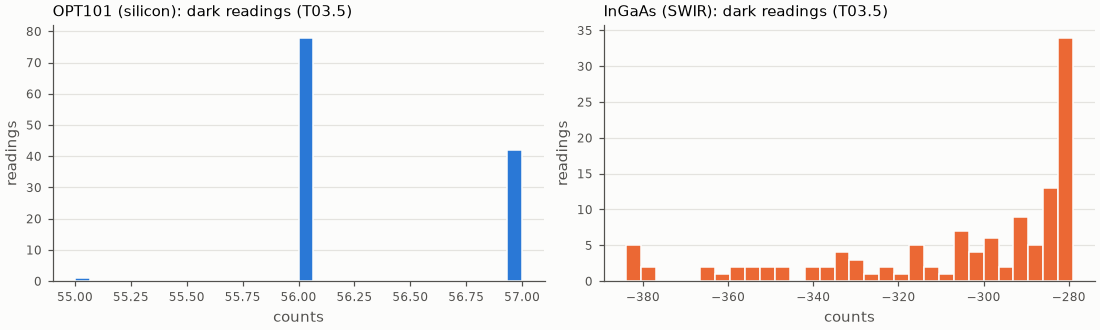 OPT101 (silicon): dark readings (T03.5)
80
70
60
50
40
30
20
10
0
readings
55.00 55.25 55.50 55.75 56.00 56.25 56.50 56.75 57.00
counts
InGaAs (SWIR): dark readings (T03.5)
35
30
25
20
15
10
5
0
readings
−380 −360 −340 −320 −300 −280
counts